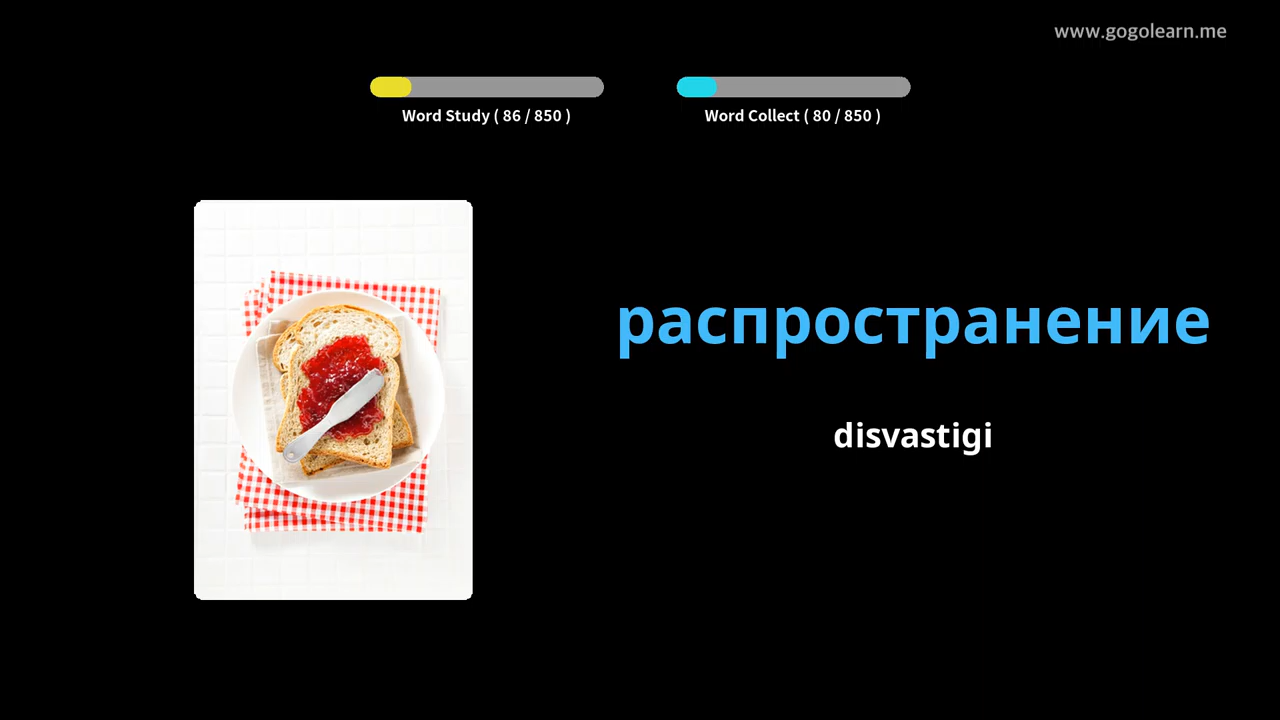 www.gogolearn.me
Word Study ( 86 / 850 )
Word Collect ( 80 / 850 )
распространение
disvastigi